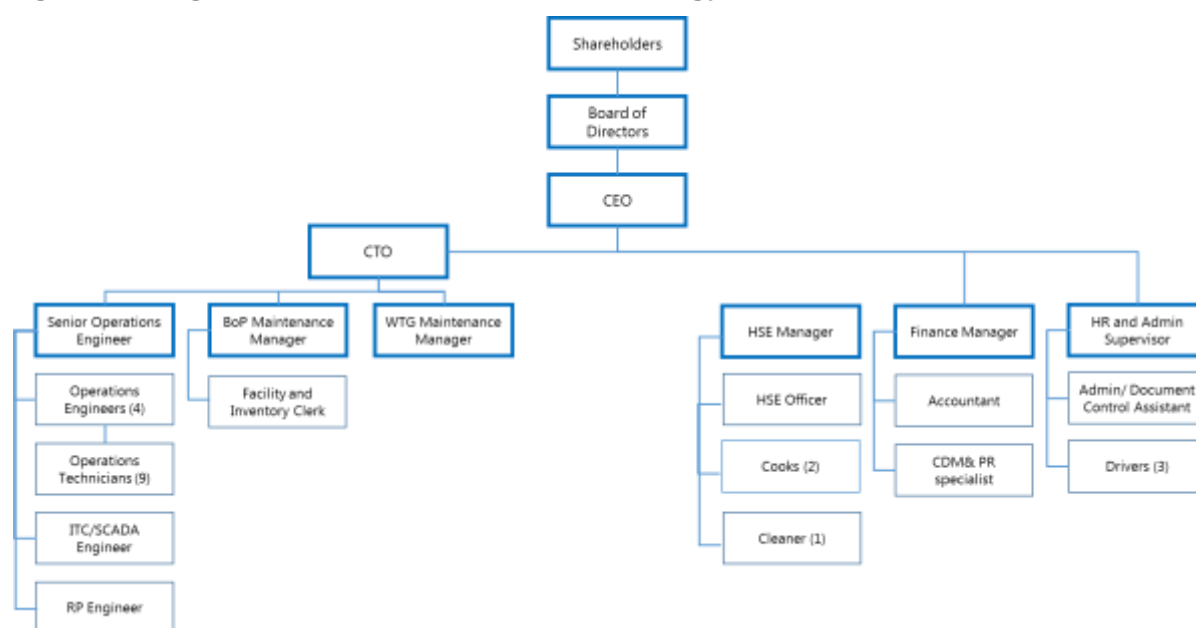 Shareholders
Board of
Directors
CEO
CTO
Senior Operations
Engineer
BoP Maintenance
Manager
WTG Maintenance
Manager
HSE Manager
Finance Manager
HR and Admin
Supervisor
Operations
Engineers (4)
Facility and
Inventory Clerk
HSE Officer
Accountant
Admin/ Document
Control Assistant
Operations
Technicians (9)
Cooks (2)
CDM& PR
specialist
Drivers (3)
ITC/SCADA
Engineer
Cleaner (1)
RP Engineer